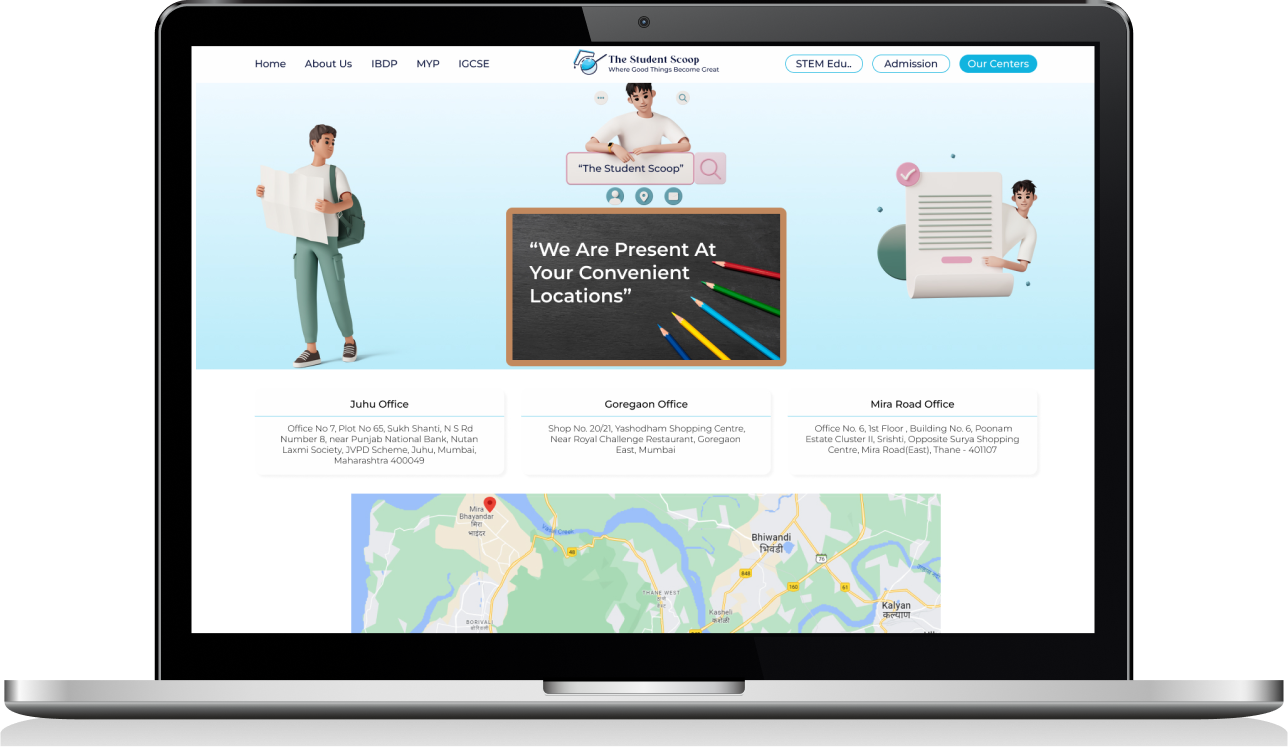 Home About Us IBDP MYP IGCSE
The Student Scoop
Where Good Things Become Great
STEM Edu.. Admission Our Centers
“The Student Scoop”
“We Are Present At
Your Convenient
Locations”
Juhu Office
Office No 7, Plot No 65, Sukh Shanti, N S Rd
Number 8, near Punjab National Bank, Nutan
Laxmi Society, JVPD Scheme, Juhu, Mumbai,
Maharashtra 400049
Goregaon Office
Shop No. 20/21, Yashodham Shopping Centre,
Near Royal Challenge Restaurant, Goregaon
East, Mumbai
Mira Road Office
Office No. 6, 1st Floor , Building No. 6, Poonam
Estate Cluster II, Srishti, Opposite Surya Shopping
Centre, Mira Road(East), Thane - 401107
Mira
Bhayandar
मिरा
भाइंदर
Vasai Creek
48
Bhiwandi
भिवंडी
76
848
160
61
THANE WEST
ठाणे
वेस्ट
Kasheli
कशेळी
Kalyan
कल्याण
BORIVALI
बोरिवली